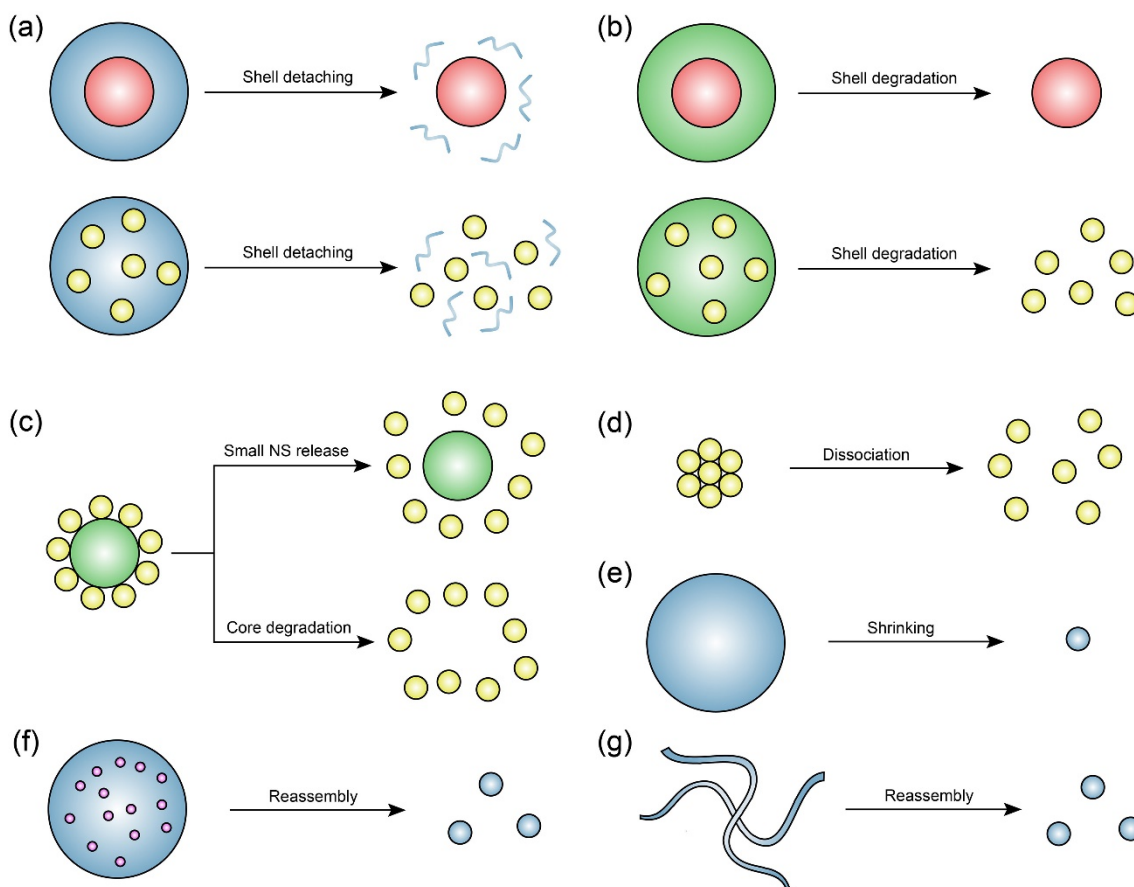 (a)
Shell detaching
Shell detaching
(b)
Shell degradation
Shell degradation
(c)
Small NS release
Core degradation
(d)
Dissociation
(e)
Shrinking
(f)
Reassembly
(g)
Reassembly